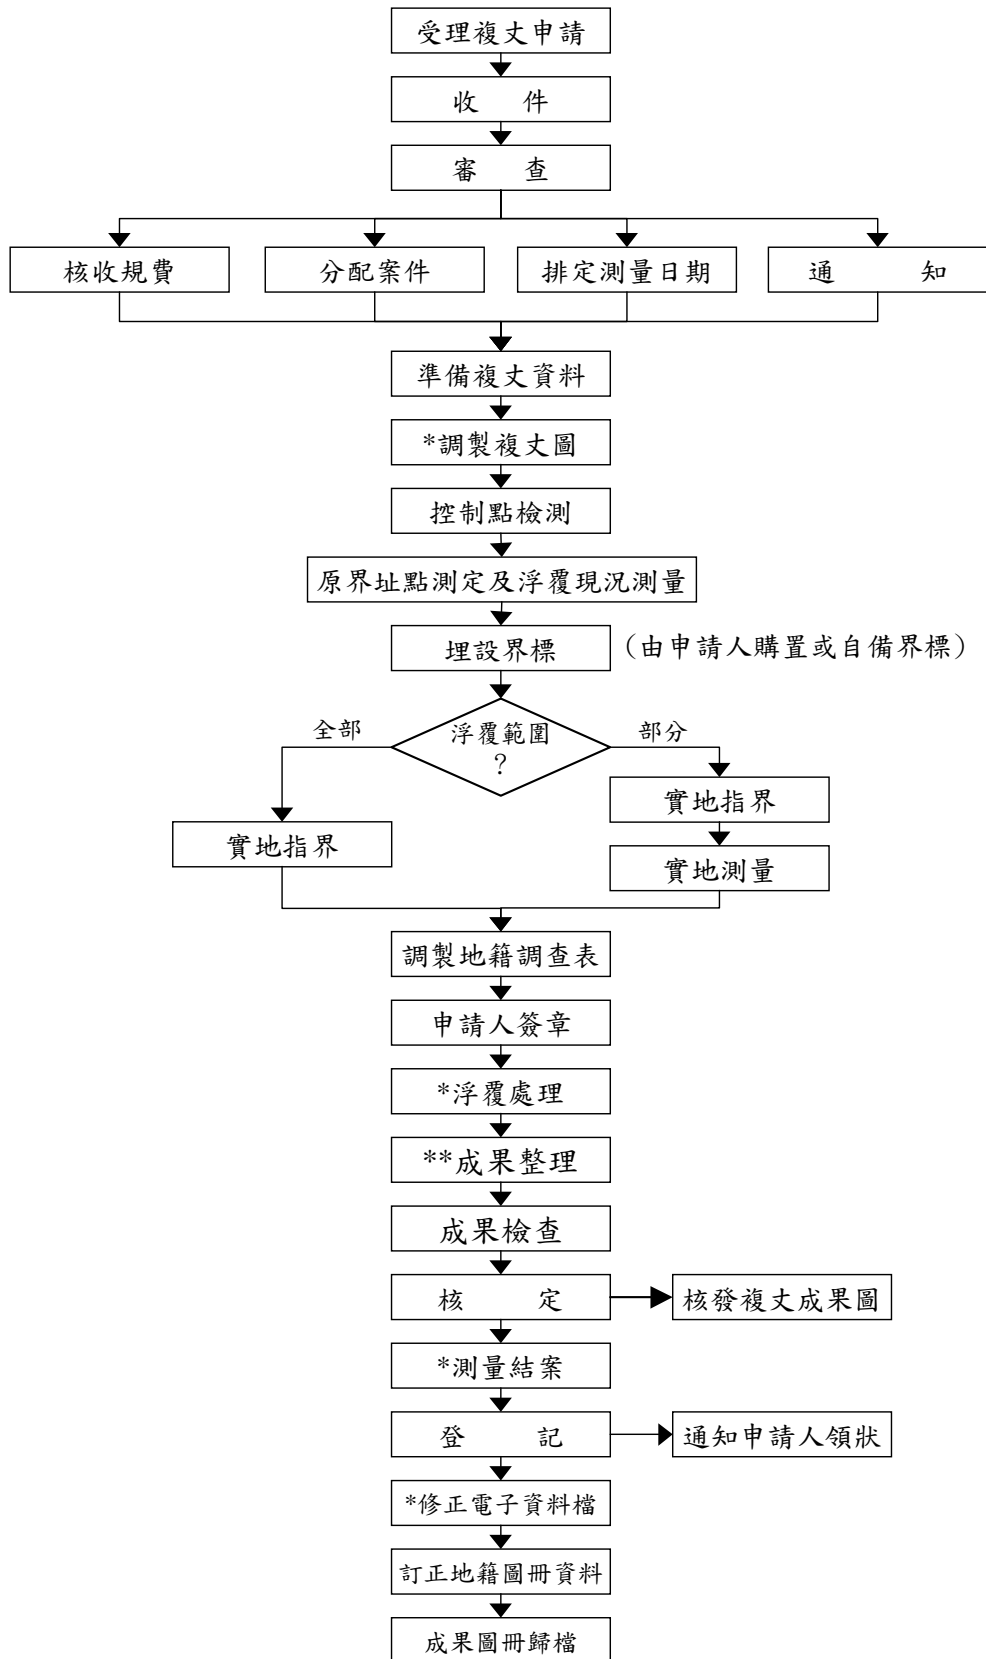 受理複丈申請
收 件
審 查
核收規費
分配案件
排定測量日期
通 知
準備複丈資料
*調製複丈圖
控制點檢測
原界址點測定及浮覆現況測量
埋設界標
（由申請人購置或自備界標）
全部
浮覆範圍
?
部分
實地指界
實地指界
實地測量
調製地籍調查表
申請人簽章
*浮覆處理
**成果整理
成果檢查
核 定
核發複丈成果圖
*測量結案
登 記
通知申請人領狀
*修正電子資料檔
訂正地籍圖冊資料
成果圖冊歸檔